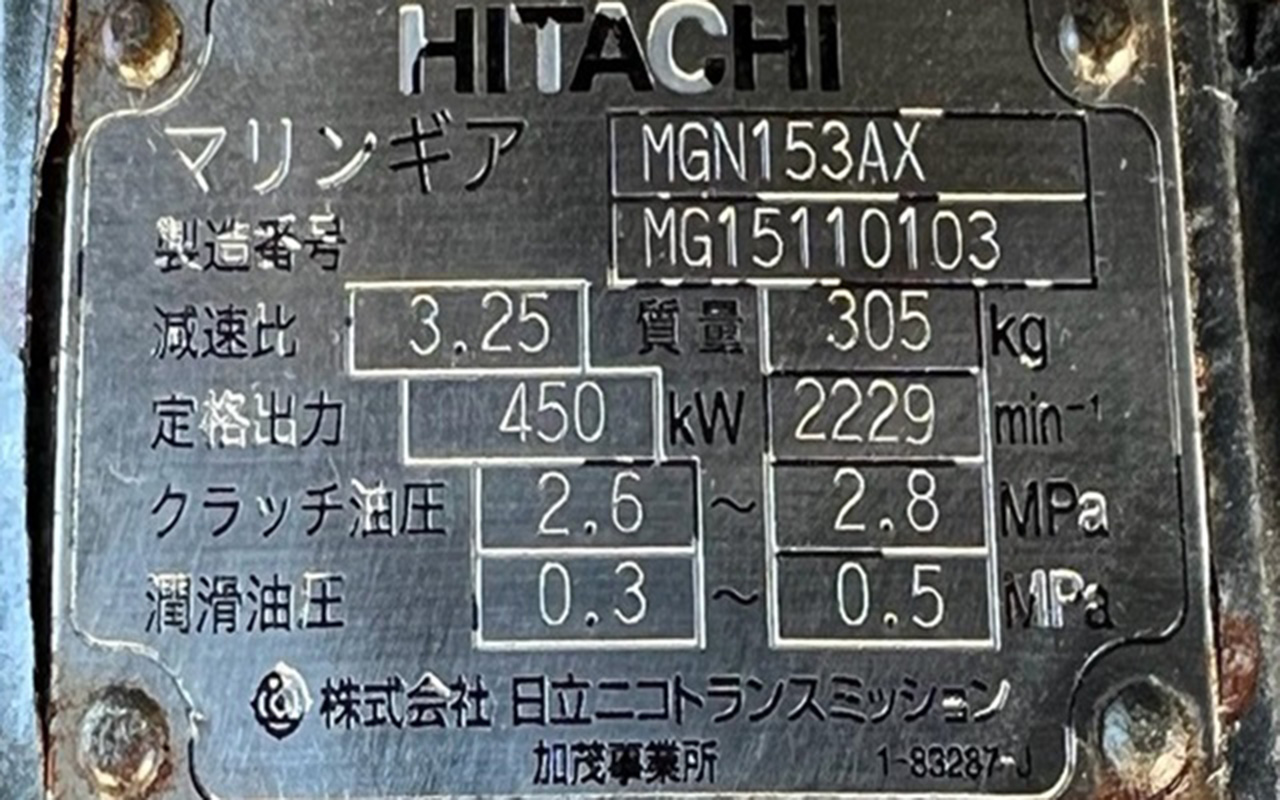 HITACHI
マリンギア MGN153AX
製造番号 MG15110103
減速比 3.25 質量 305 kg
定格出力 450 kW 2229 min⁻¹
クラッチ油圧 2.6 ～ 2.8 MPa
潤滑油圧 0.3 ～ 0.5 MPa
株式会社 日立ニコトランスミッション
加茂事業所 1-83287-J